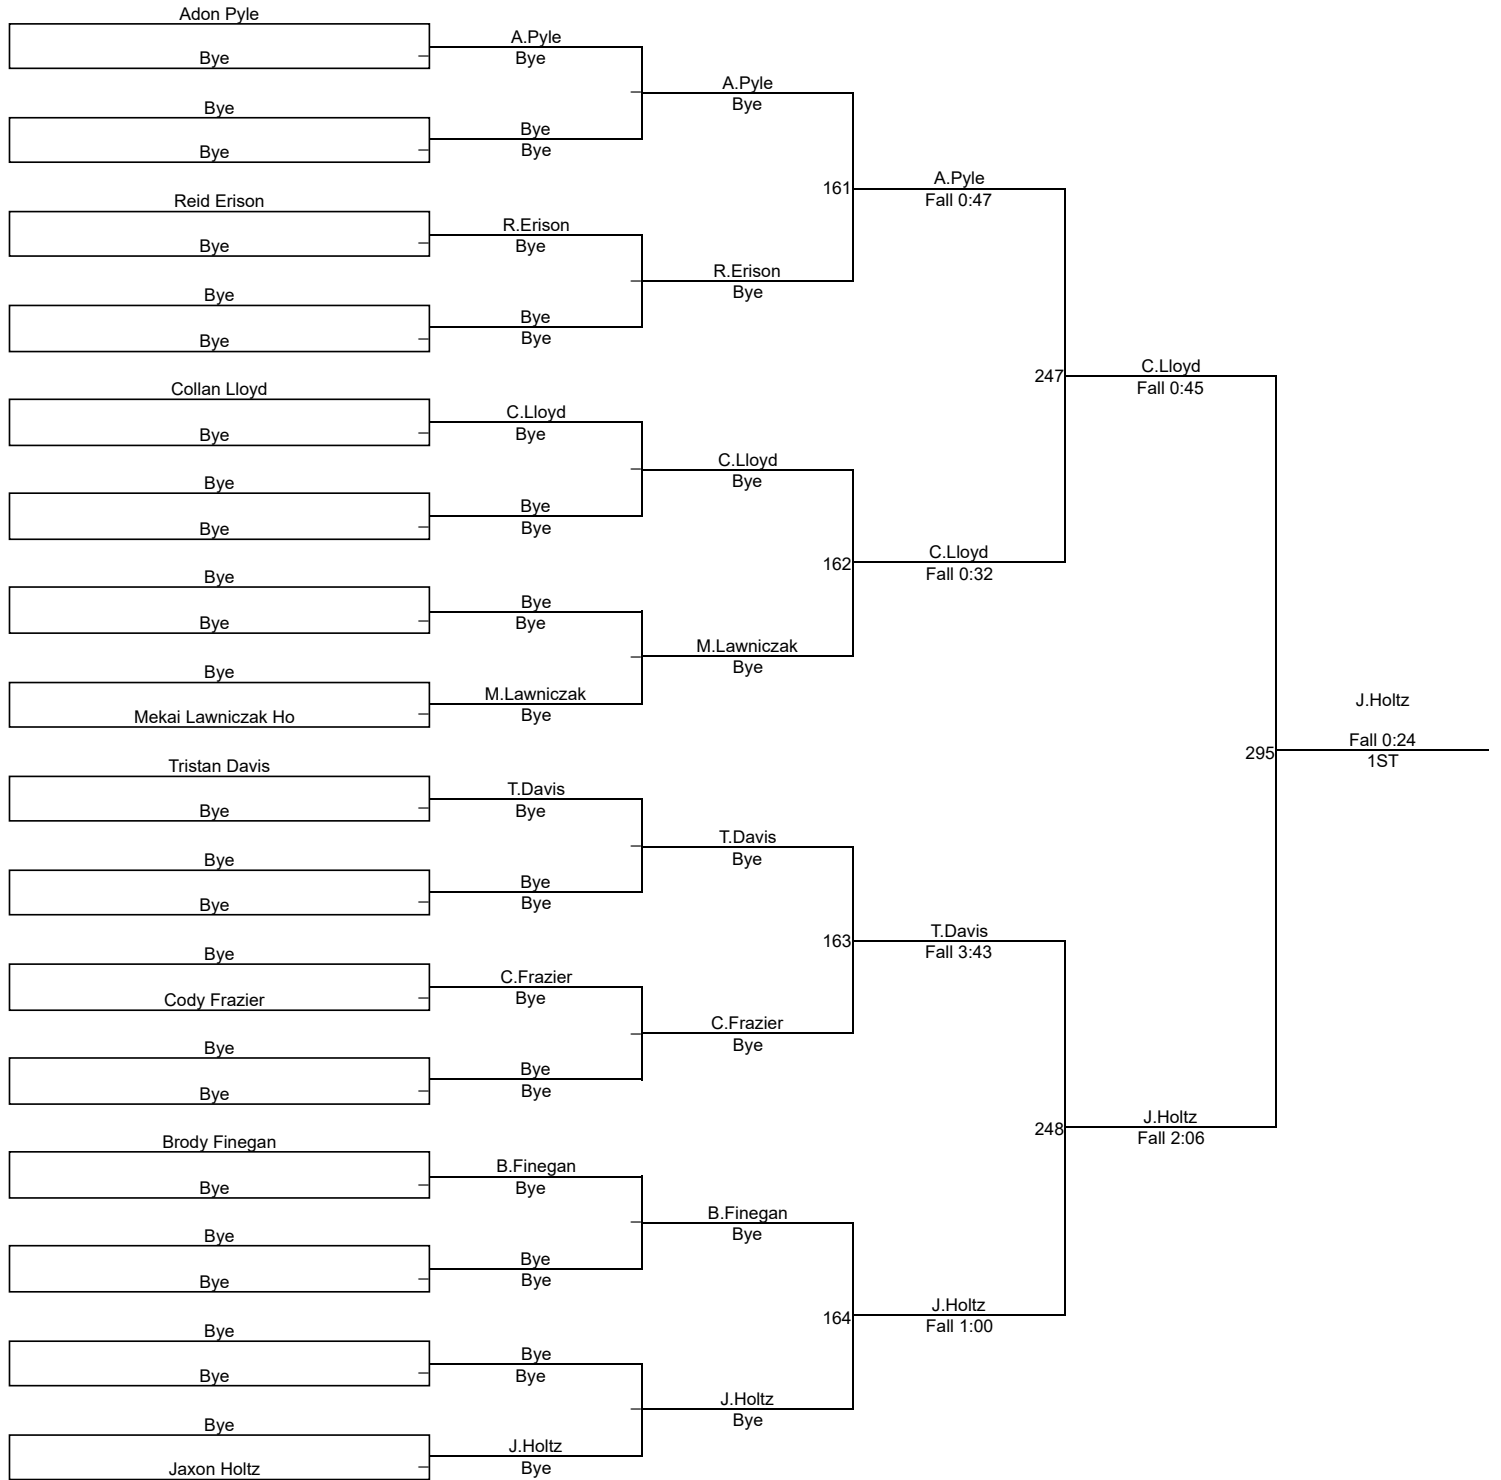 Adon Pyle
Bye
A.Pyle
Bye
Bye
Bye
Bye
Bye
A.Pyle
Bye
Reid Erison
Bye
R.Erison
Bye
Bye
Bye
Bye
Bye
R.Erison
Bye
161
A.Pyle
Fall 0:47
Collan Lloyd
Bye
C.Lloyd
Bye
Bye
Bye
Bye
Bye
C.Lloyd
Bye
Bye
Bye
Bye
Bye
Bye
Mekai Lawniczak Ho
M.Lawniczak
Bye
M.Lawniczak
Bye
162
C.Lloyd
Fall 0:32
247
C.Lloyd
Fall 0:45
Tristan Davis
Bye
T.Davis
Bye
Bye
Bye
Bye
Bye
T.Davis
Bye
Bye
Cody Frazier
C.Frazier
Bye
Bye
Bye
Bye
Bye
C.Frazier
Bye
163
T.Davis
Fall 3:43
Brody Finegan
Bye
B.Finegan
Bye
Bye
Bye
Bye
Bye
B.Finegan
Bye
Bye
Bye
Bye
Bye
Bye
Jaxon Holtz
J.Holtz
Bye
J.Holtz
Bye
164
J.Holtz
Fall 1:00
248
J.Holtz
Fall 2:06
295
J.Holtz
Fall 0:24
1ST